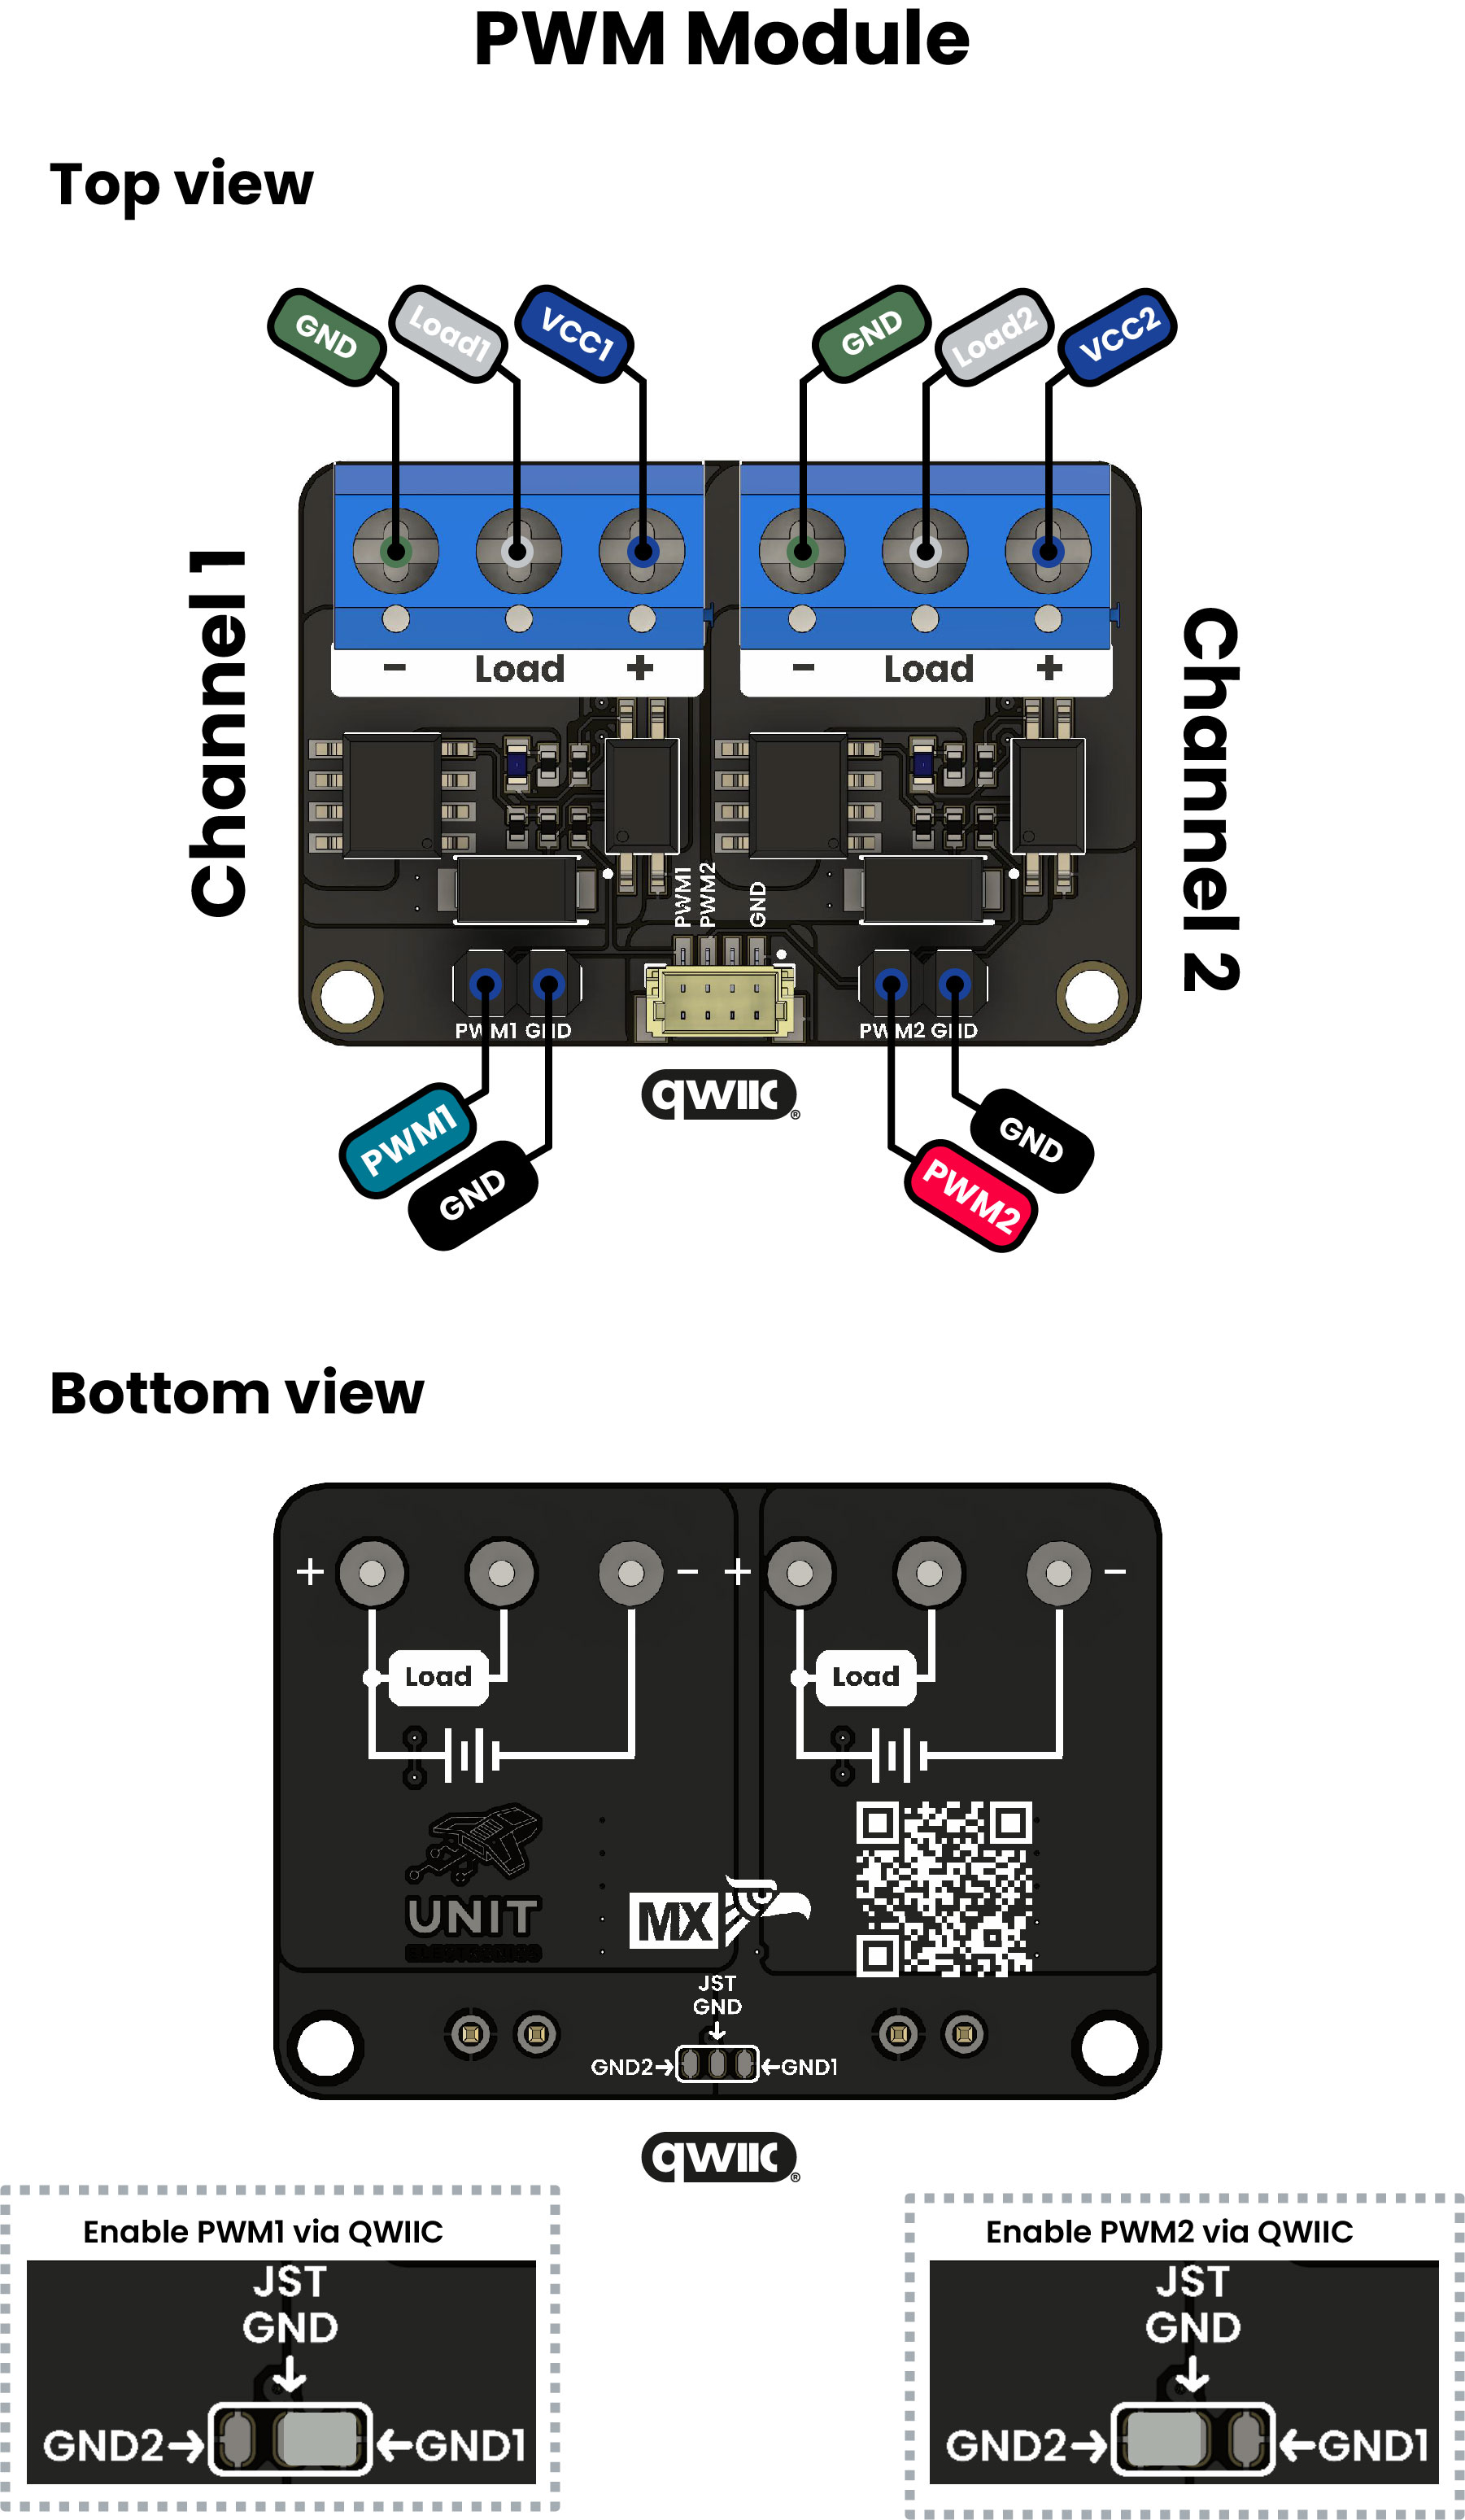 PWM Module
Top view
GND
Load1
VCC1
GND
Load2
VCC2
Channel 1
Channel 2
- Load +
- Load +
PWM1
PWM2
GND
PWM1 GND
PWM2 GND
qwiic®
PWM1
GND
PWM2
GND
Bottom view
+ - + -
Load
Load
UNIT
ELECTRONICS
MX
JST
GND
GND2→ ←GND1
qwiic®
Enable PWM1 via QWIIC
JST
GND
GND2→ ←GND1
Enable PWM2 via QWIIC
JST
GND
GND2→ ←GND1